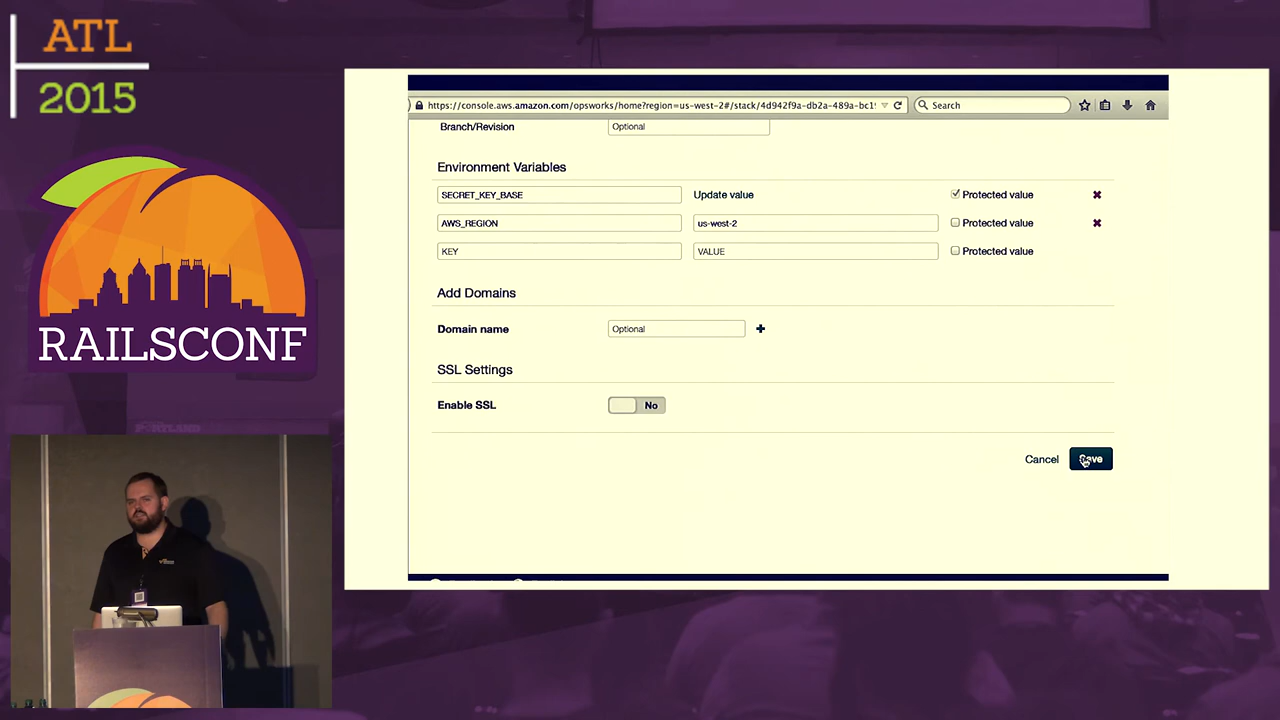 ATL
2015
RAILSCONF
https://console.aws.amazon.com/opsworks/home?region=us-west-2#/stack/4d942f9a-db2a-489a-bc1
Search
Branch/Revision
Optional
Environment Variables
SECRET_KEY_BASE
Update value
Protected value
AWS_REGION
us-west-2
Protected value
KEY
VALUE
Protected value
Add Domains
Domain name
Optional
SSL Settings
Enable SSL
No
Cancel
Save